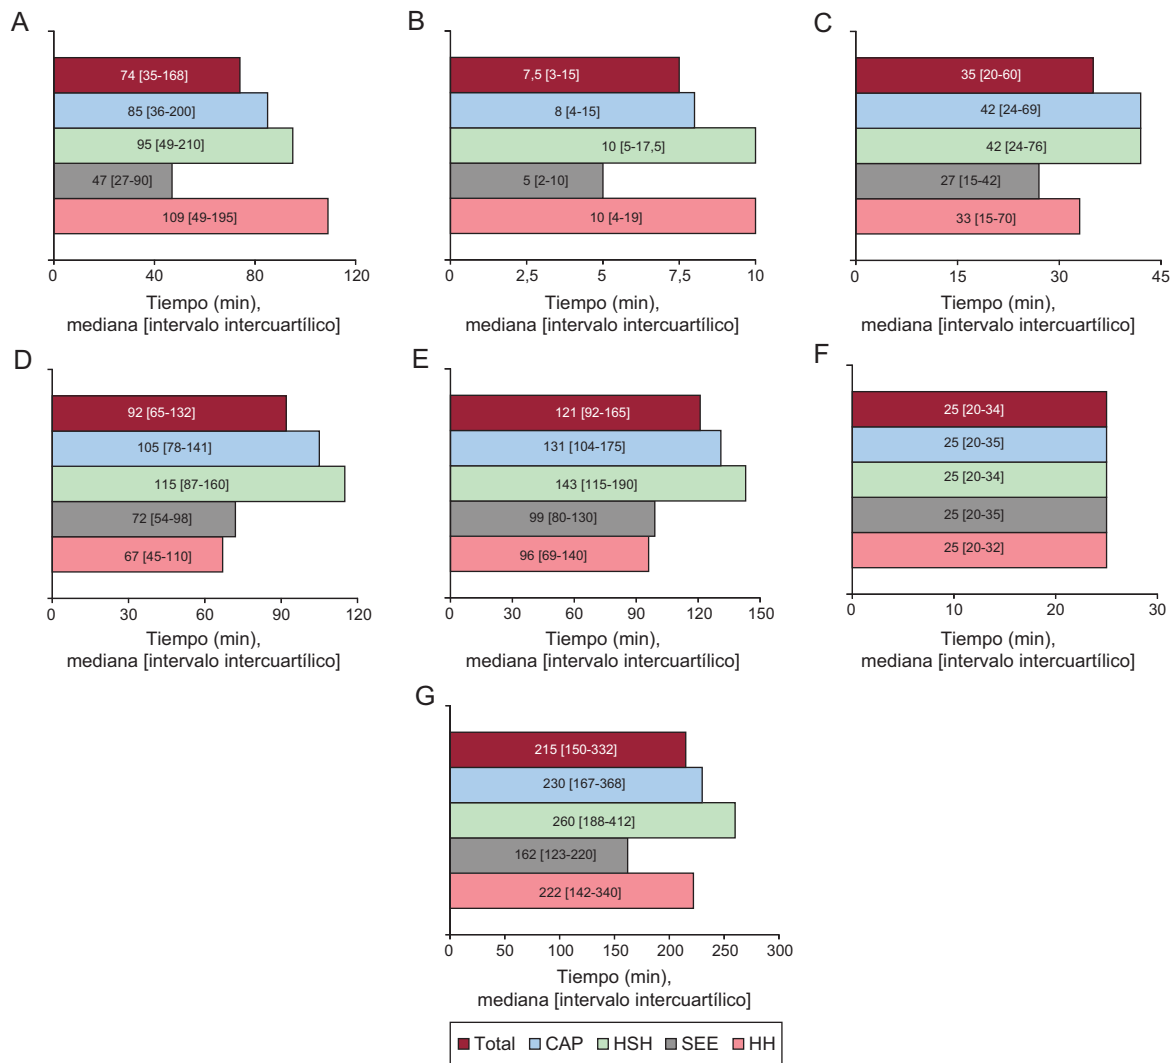 A
74 [35-168]
85 [36-200]
95 [49-210]
47 [27-90]
109 [49-195]
0 40 80 120
Tiempo (min),
mediana [intervalo intercuartílico]
B
7,5 [3-15]
8 [4-15]
10 [5-17,5]
5 [2-10]
10 [4-19]
0 2,5 5 7,5 10
Tiempo (min),
mediana [intervalo intercuartílico]
C
35 [20-60]
42 [24-69]
42 [24-76]
27 [15-42]
33 [15-70]
0 15 30 45
Tiempo (min),
mediana [intervalo intercuartílico]
D
92 [65-132]
105 [78-141]
115 [87-160]
72 [54-98]
67 [45-110]
0 30 60 90 120
Tiempo (min),
mediana [intervalo intercuartílico]
E
121 [92-165]
131 [104-175]
143 [115-190]
99 [80-130]
96 [69-140]
0 30 60 90 120 150
Tiempo (min),
mediana [intervalo intercuartílico]
F
25 [20-34]
25 [20-35]
25 [20-34]
25 [20-35]
25 [20-32]
0 10 20 30
Tiempo (min),
mediana [intervalo intercuartílico]
G
215 [150-332]
230 [167-368]
260 [188-412]
162 [123-220]
222 [142-340]
0 50 100 150 200 250 300
Tiempo (min),
mediana [intervalo intercuartílico]
Total CAP HSH SEE HH